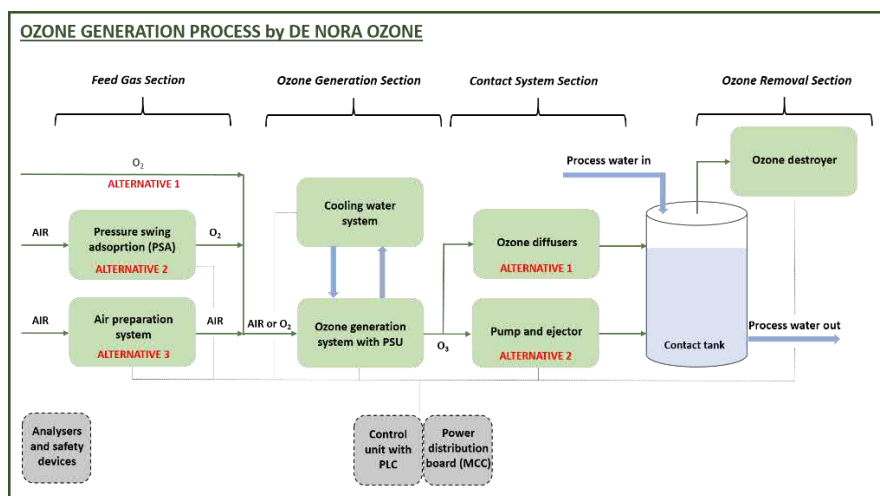 OZONE GENERATION PROCESS by DE NORA OZONE
Feed Gas Section
Ozone Generation Section
Contact System Section
Ozone Removal Section
O₂
ALTERNATIVE 1
AIR
Pressure swing
adsoprtion (PSA)
ALTERNATIVE 2
O₂
AIR
Air preparation
system
ALTERNATIVE 3
AIR
AIR or O₂
Cooling water
system
Ozone generation
system with PSU
O₃
Process water in
Ozone diffusers
ALTERNATIVE 1
Pump and ejector
ALTERNATIVE 2
Ozone destroyer
Contact tank
Process water out
Analysers
and safety
devices
Control
unit with
PLC
Power
distribution
board (MCC)